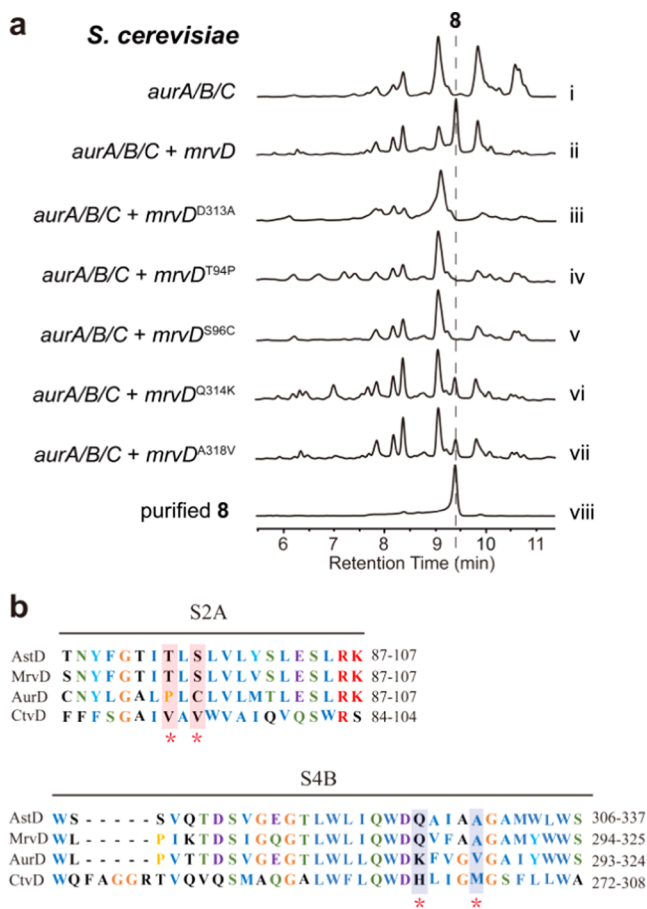 a
S. cerevisiae
8
aurA/B/C
i
aurA/B/C + mrvD
ii
aurA/B/C + mrvD^D313A
iii
aurA/B/C + mrvD^T94P
iv
aurA/B/C + mrvD^S96C
v
aurA/B/C + mrvD^Q314K
vi
aurA/B/C + mrvD^A318V
vii
purified 8
viii
6 7 8 9 10 11
Retention Time (min)
b
S2A
AstD TNYFGTITLSLVLYSLESLRK 87-107
MrvD SNYFGTITLSLVLVSLESLRK 87-107
AurD CNYLGALPLCLVLMTLESLRK 87-107
CtvD FFFSGAIVAVWVAIQVQSWRS 84-104
* *
S4B
AstD WS-----SVQTDSVGEGTLWLIQWDQAIAAGAMWLWS 306-337
MrvD WL-----PIKTDSIGQGTLWLIQWDQVFAAGAMYWWS 294-325
AurD WL-----PVTTDSVGEGQLLWLVQWDKFVGVGAIYWWS 293-324
CtvD WQFAGGRTVQVQSMAQGALWFLQWDHLIGMGSFLLWA 272-308
* *